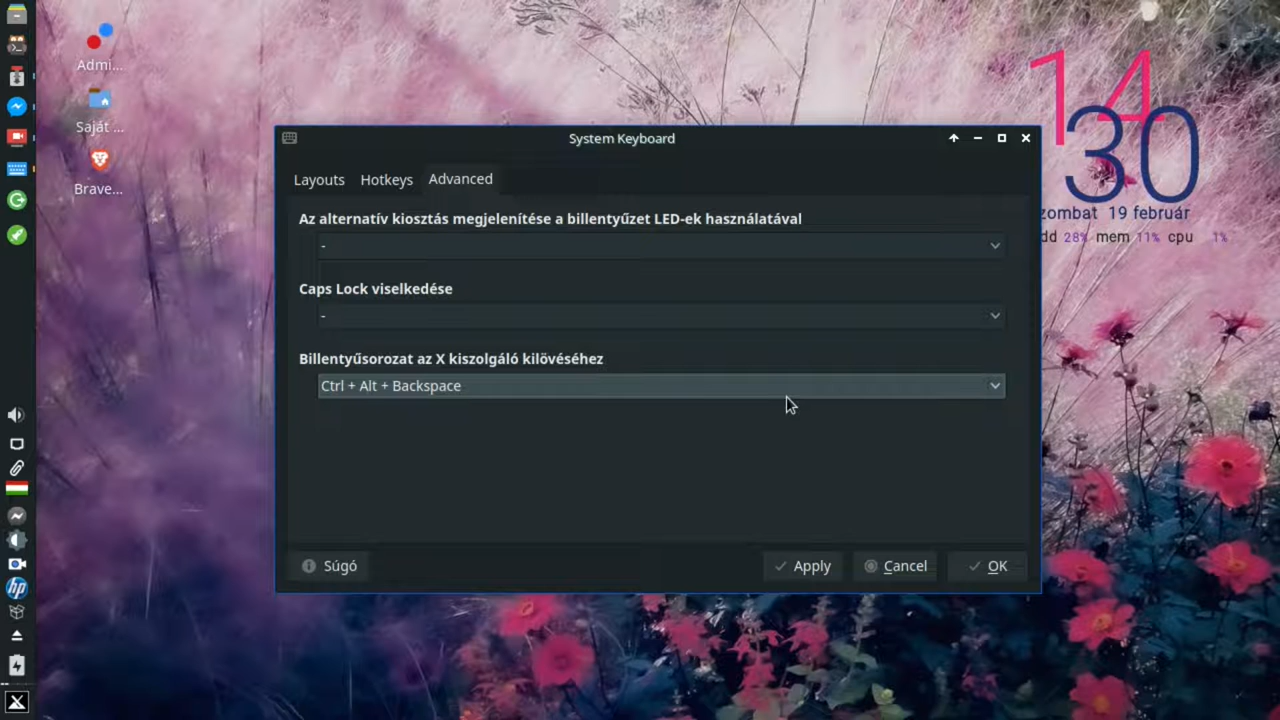 Admi...
Saját ...
Brave...
14
30
zombat 19 február
dd 28% mem 11% cpu 1%
System Keyboard
Layouts Hotkeys Advanced
Az alternatív kiosztás megjelenítése a billentyűzet LED-ek használatával
-
Caps Lock viselkedése
-
Billentyűsorozat az X kiszolgáló kilövéséhez
Ctrl + Alt + Backspace
Súgó Apply Cancel OK
hp